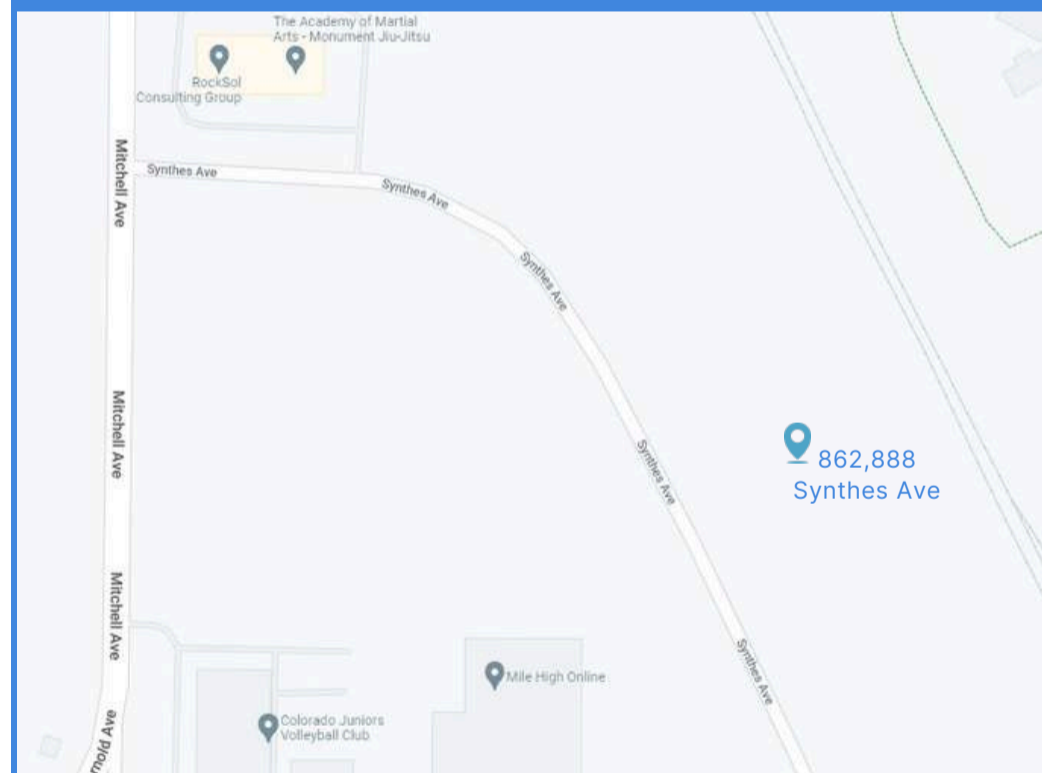 The Academy of Martial
Arts - Monument Jiu-Jitsu
RockSol
Consulting Group
Mitchell Ave
Synthes Ave
Synthes Ave
Synthes Ave
Mitchell Ave
Synthes Ave
862,888
Synthes Ave
Mitchell Ave
Synthes Ave
Mile High Online
Colorado Juniors
Volleyball Club
Ave